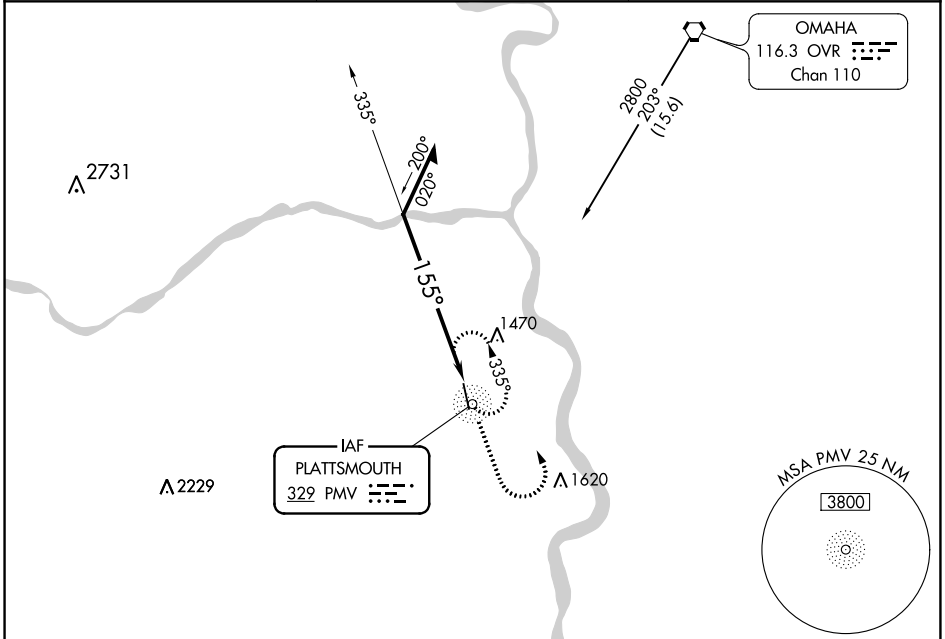 OMAHA
116.3 OVR
Chan 110
2800
203°
(15.6)
335°
200°
020°
2731
155°
1470
335°
IAF
PLATTSMOUTH
329 PMV
2229
1620
MSA PMV 25 NM
3800